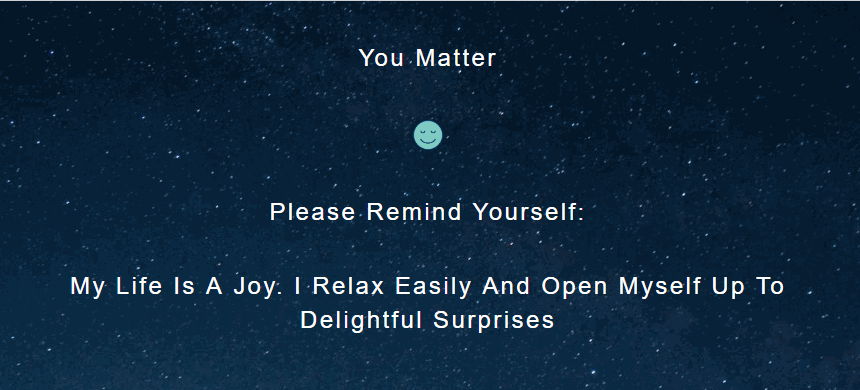 You Matter
Please Remind Yourself:
My Life Is A Joy. I Relax Easily And Open Myself Up To
Delightful Surprises